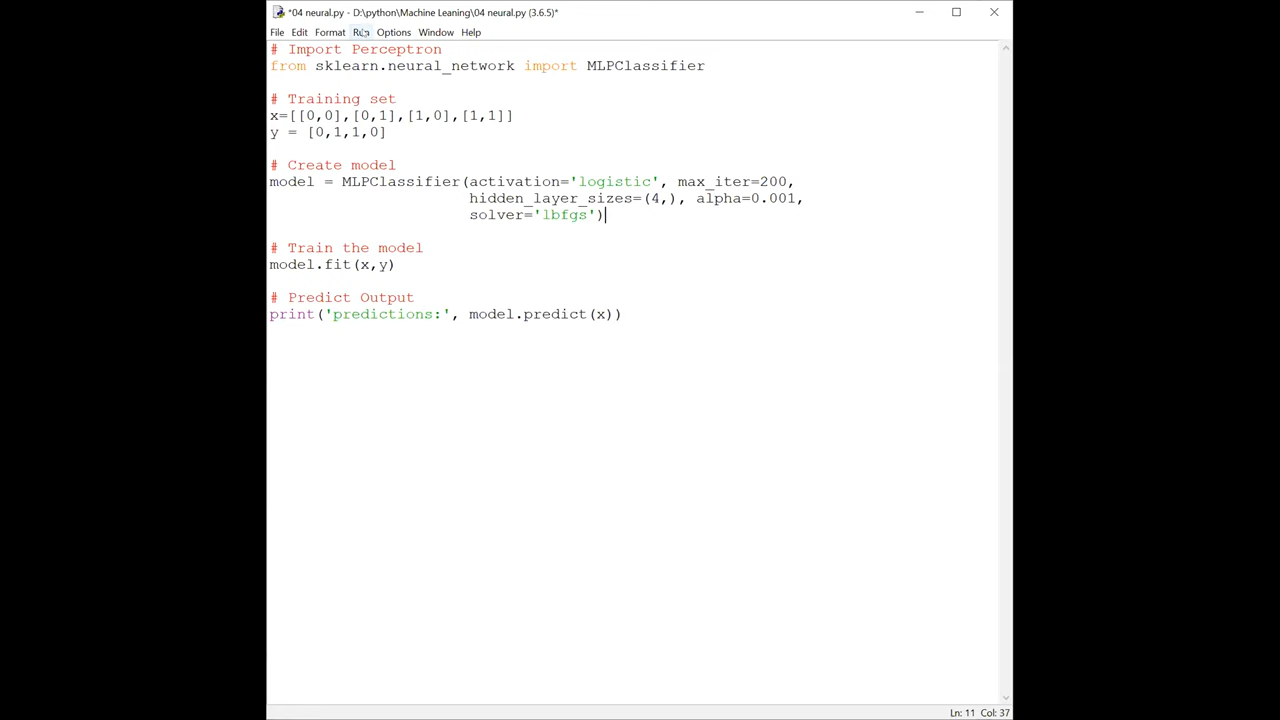 *04 neural.py - D:\python\Machine Leaning\04 neural.py (3.6.5)*
File Edit Format Run Options Window Help
# Import Perceptron
from sklearn.neural_network import MLPClassifier
# Training set
x=[[0,0],[0,1],[1,0],[1,1]]
y = [0,1,1,0]
# Create model
model = MLPClassifier(activation='logistic', max_iter=200,
hidden_layer_sizes=(4,), alpha=0.001,
solver='lbfgs')
# Train the model
model.fit(x,y)
# Predict Output
print('predictions:', model.predict(x))
Ln: 11 Col: 37